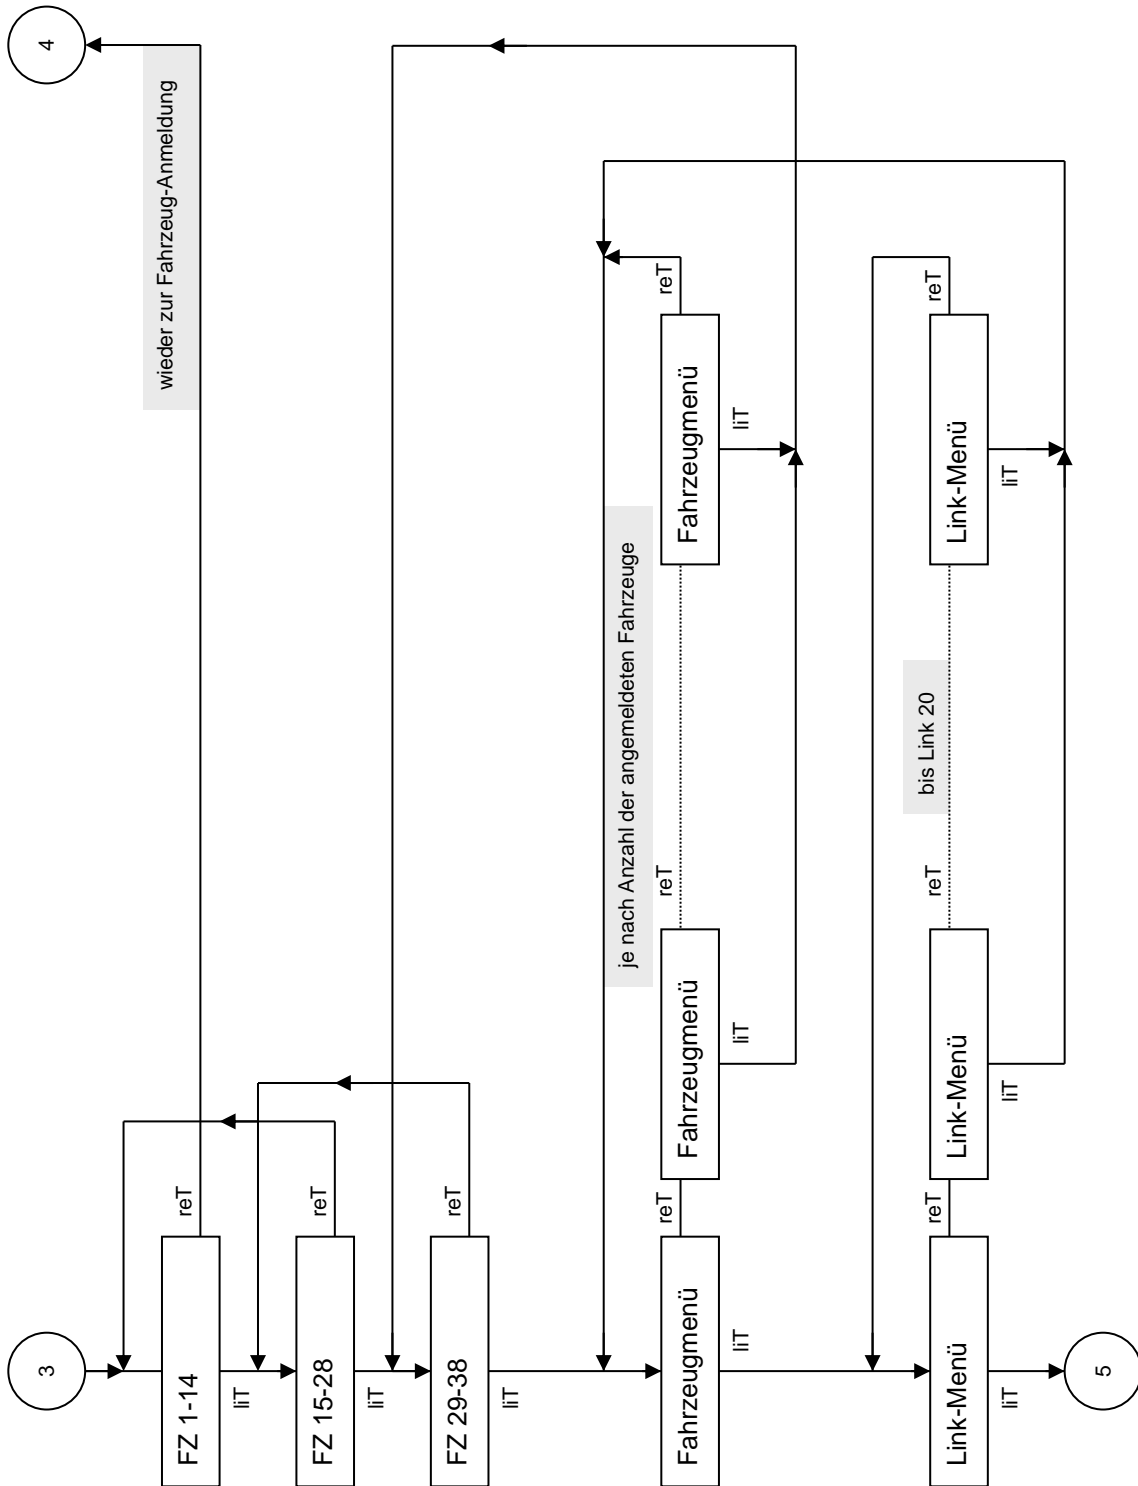 3
4
wieder zur Fahrzeug-Anmeldung
FZ 1-14
reT
liT
FZ 15-28
reT
liT
FZ 29-38
reT
liT
je nach Anzahl der angemeldeten Fahrzeuge
Fahrzeugmenü
reT
Fahrzeugmenü
reT
Fahrzeugmenü
reT
liT
liT
liT
bis Link 20
Link-Menü
reT
Link-Menü
reT
Link-Menü
reT
liT
liT
liT
5